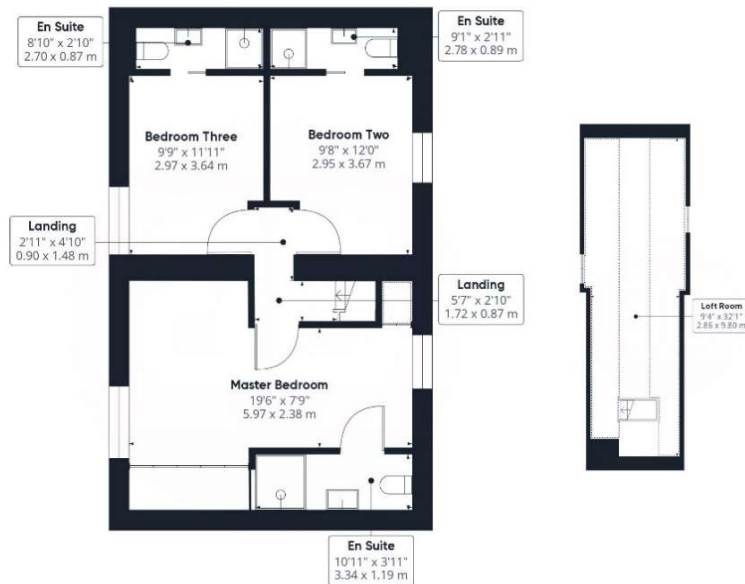 En Suite
8'10" x 2'10"
2.70 x 0.87 m
En Suite
9'1" x 2'11"
2.78 x 0.89 m
Bedroom Three
9'9" x 11'11"
2.97 x 3.64 m
Bedroom Two
9'8" x 12'0"
2.95 x 3.67 m
Landing
2'11" x 4'10"
0.90 x 1.48 m
Landing
5'7" x 2'10"
1.72 x 0.87 m
Master Bedroom
19'6" x 7'9"
5.97 x 2.38 m
En Suite
10'11" x 3'11"
3.34 x 1.19 m
Loft Room
9'4" x 32'1"
2.86 x 9.80 m